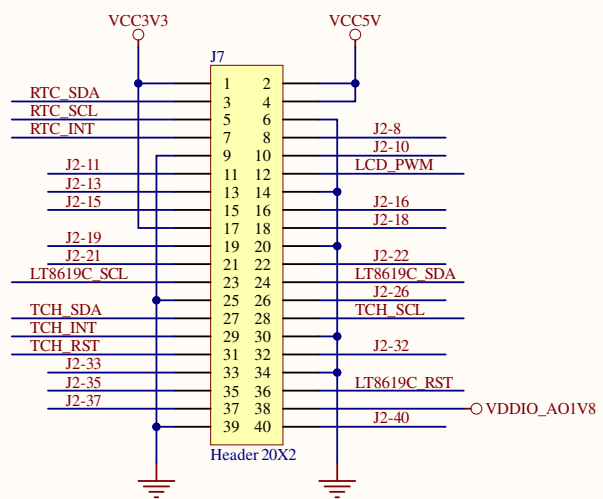 VCC3V3 VCC5V
J7
1 2
RTC_SDA 3 4
RTC_SCL 5 6
RTC_INT 7 8 J2-8
9 10 J2-10
J2-11 11 12 LCD_PWM
J2-13 13 14
J2-15 15 16 J2-16
17 18 J2-18
J2-19 19 20
J2-21 21 22 J2-22
LT8619C_SCL 23 24 LT8619C_SDA
25 26 J2-26
TCH_SDA 27 28 TCH_SCL
TCH_INT 29 30
TCH_RST 31 32 J2-32
J2-33 33 34
J2-35 35 36 LT8619C_RST
J2-37 37 38 VDDIO_AO1V8
39 40 J2-40
Header 20X2